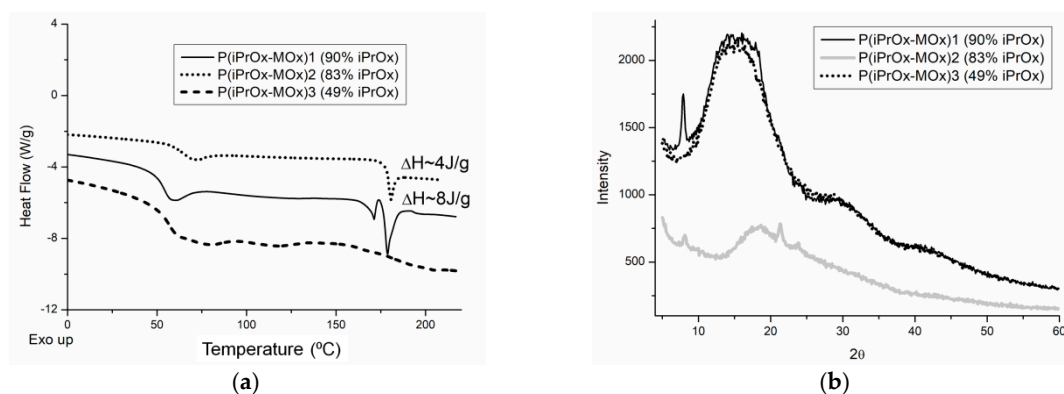 4
0
-4
-8
-12
Heat Flow (W/g)
P(iPrOx-MOx)1 (90% iPrOx)
P(iPrOx-MOx)2 (83% iPrOx)
P(iPrOx-MOx)3 (49% iPrOx)
ΔH~4J/g
ΔH~8J/g
0 50 100 150 200
Exo up
Temperature (ºC)
(a)
2000
1500
1000
500
Intensity
P(iPrOx-MOx)1 (90% iPrOx)
P(iPrOx-MOx)2 (83% iPrOx)
P(iPrOx-MOx)3 (49% iPrOx)
10 20 30 40 50 60
2θ
(b)